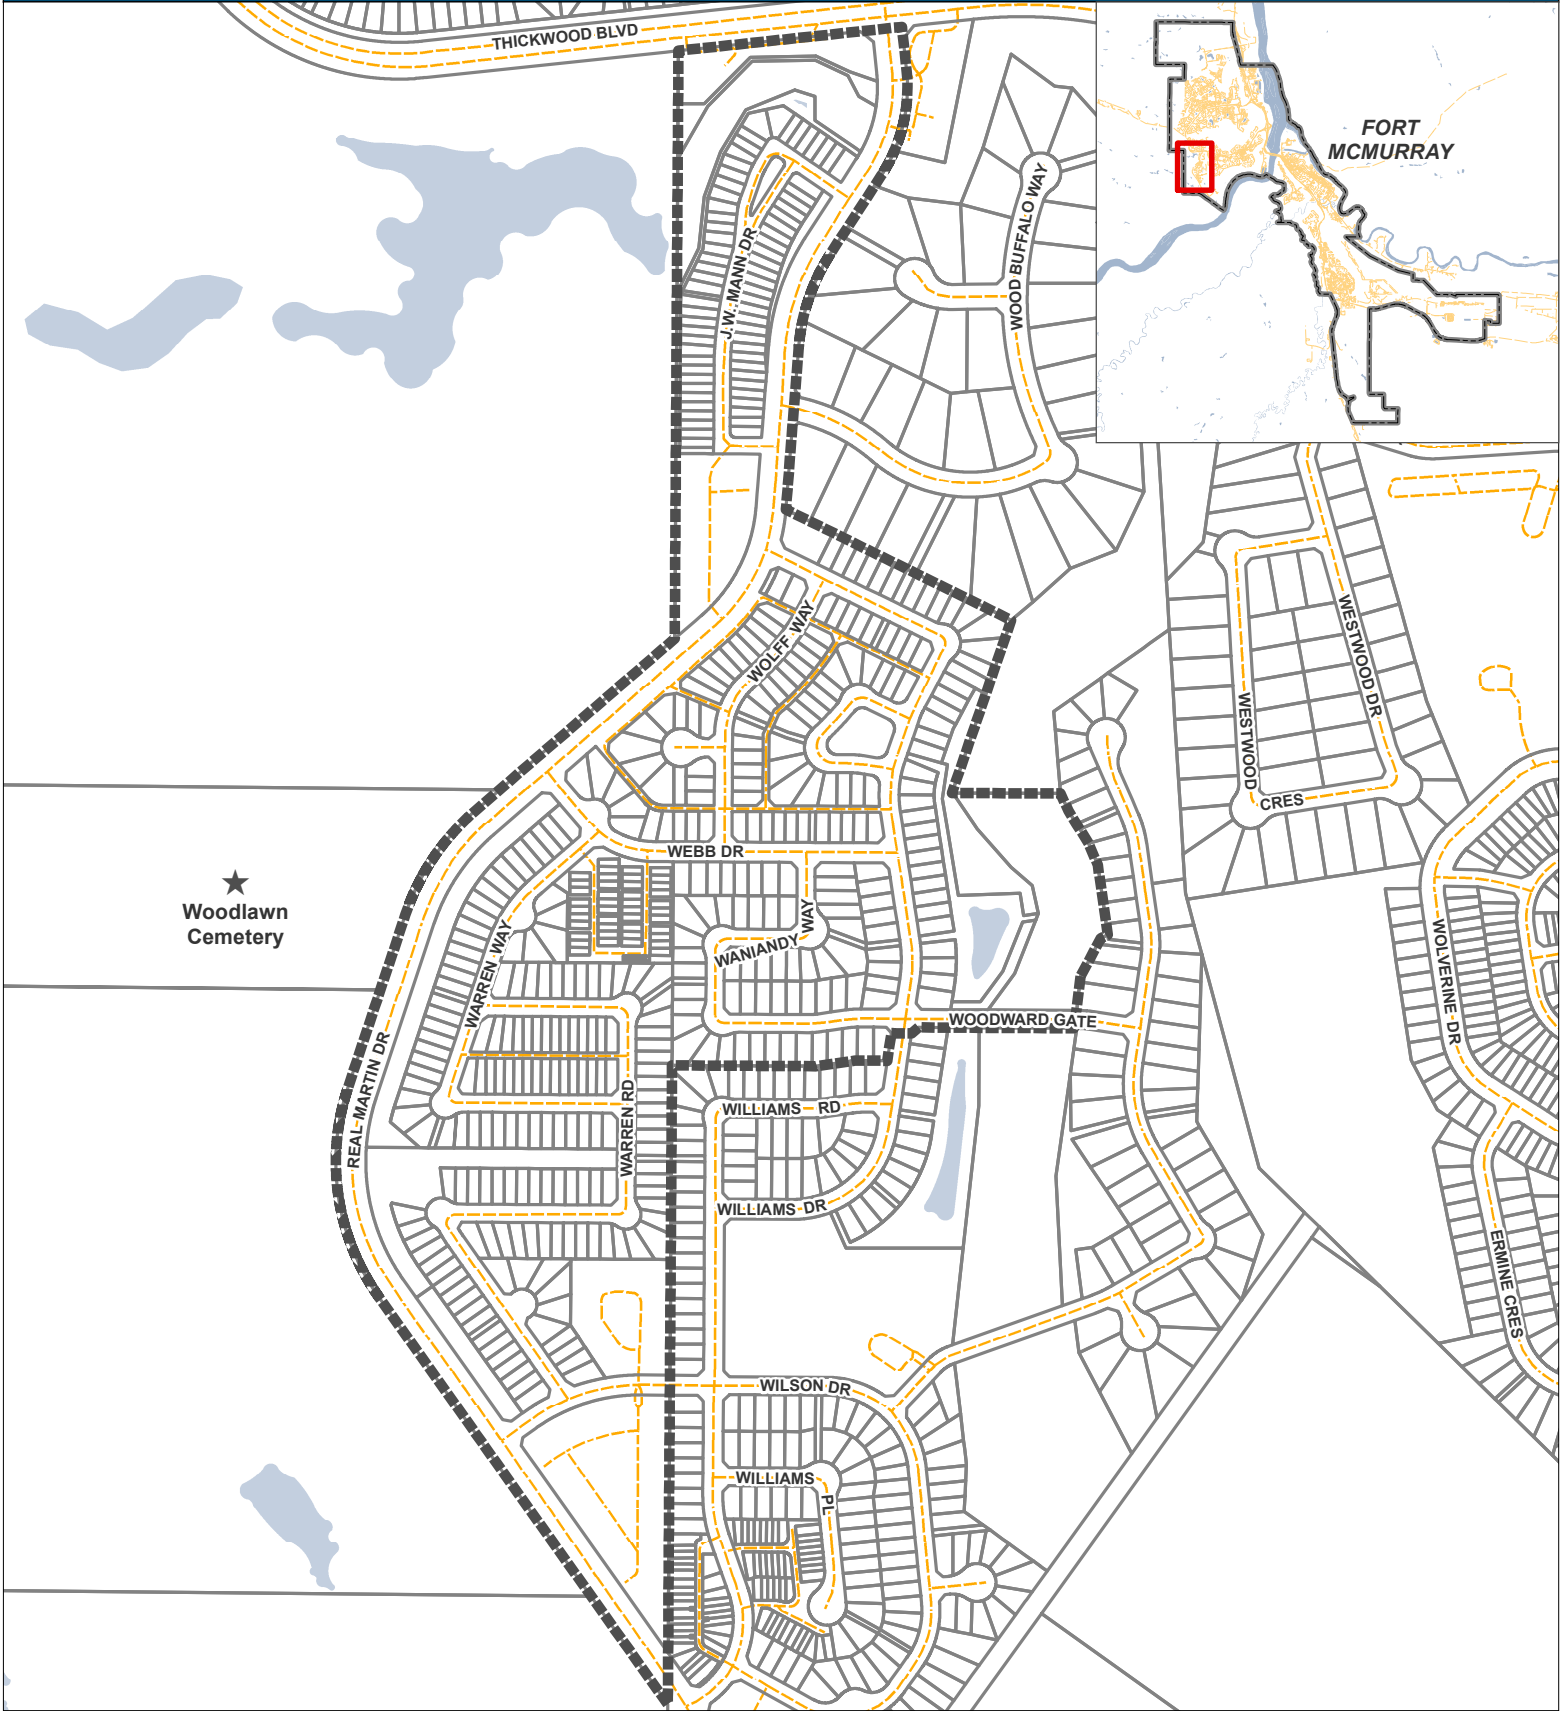 THICKWOOD BLVD
FORT
MCMURRAY
WOOD BUFFALO WAY
J.W. MANN DR
WOLFF WAY
WESTWOOD DR
WESTWOOD
CRES
WEBB DR
Woodlawn
Cemetery
WARREN WAY
WANIANDY
WAY
WOLVERINE DR
WOODWARD GATE
REAL MARTIN DR
WARREN RD
WILLIAMS RD
WILLIAMS DR
ERMINE CRES
WILSON DR
WILLIAMS
PL